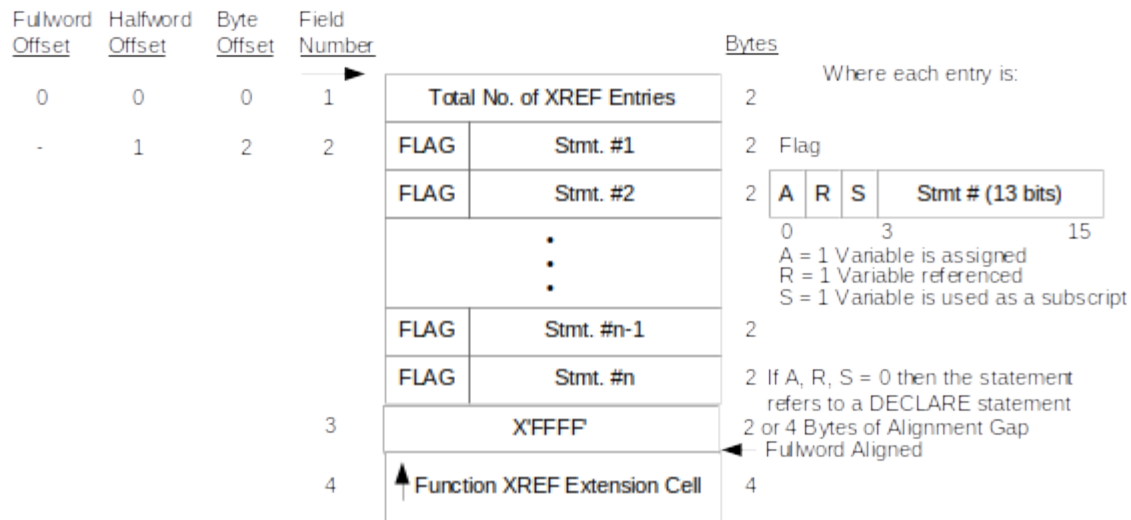 Fullword Halfword Byte Field
Offset Offset Offset Number Bytes
Where each entry is:
0 0 0 1 Total No. of XREF Entries 2
- 1 2 2 FLAG Stmt. #1 2 Flag
FLAG Stmt. #2 2 A R S Stmt # (13 bits)
0 3 15
A = 1 Variable is assigned
R = 1 Variable referenced
S = 1 Variable is used as a subscript
FLAG Stmt. #n-1 2
FLAG Stmt. #n 2 If A, R, S = 0 then the statement
refers to a DECLARE statement
3 X'FFFF' 2 or 4 Bytes of Alignment Gap
Fullword Aligned
4 Function XREF Extension Cell 4